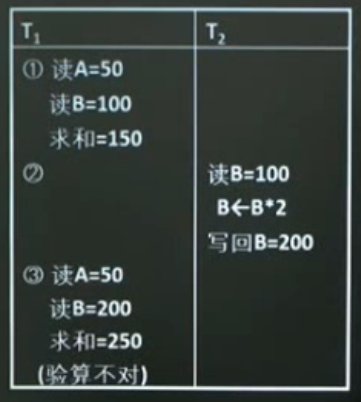 T₁ T₂
① 读A=50
读B=100
求和=150
② 读B=100
B←B*2
写回B=200
③ 读A=50
读B=200
求和=250
(验算不对)